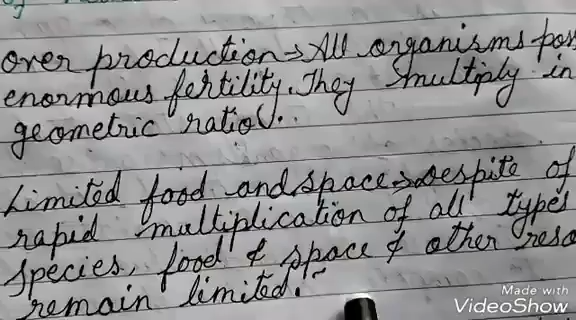 over production → All organisms pos
enormous fertility. They multiply in
geometric ratio.
Limited food and space → despite of
rapid multiplication of all types
species, food & space & other reso
remain limited.
Made with
VideoShow